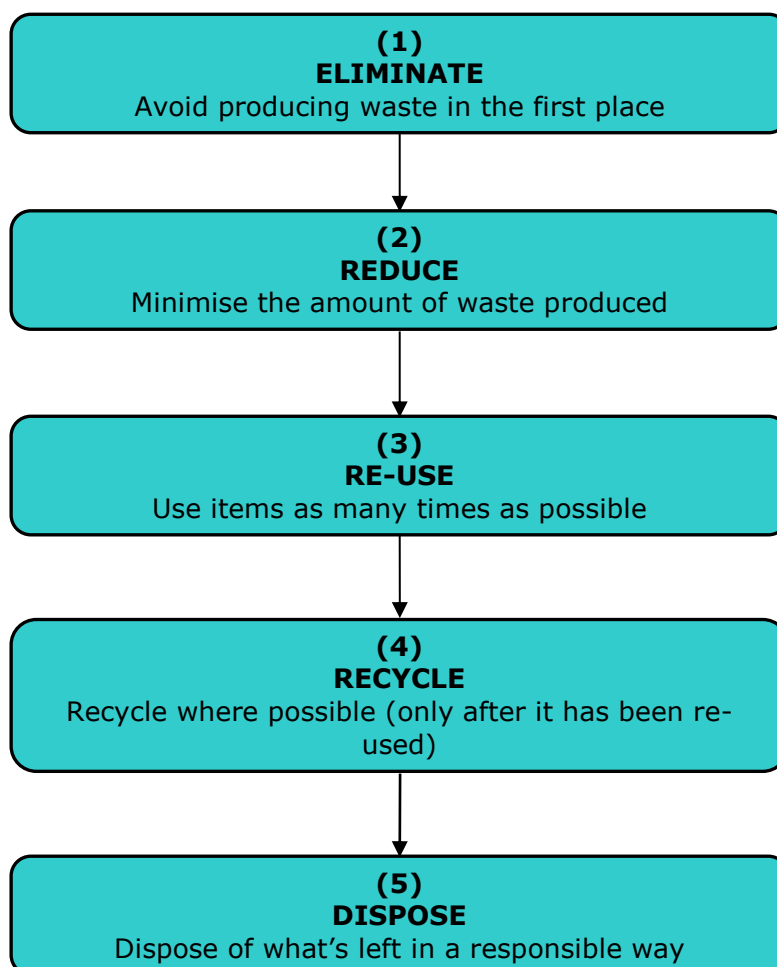 (1)
ELIMINATE
Avoid producing waste in the first place
(2)
REDUCE
Minimise the amount of waste produced
(3)
RE-USE
Use items as many times as possible
(4)
RECYCLE
Recycle where possible (only after it has been re-
used)
(5)
DISPOSE
Dispose of what’s left in a responsible way